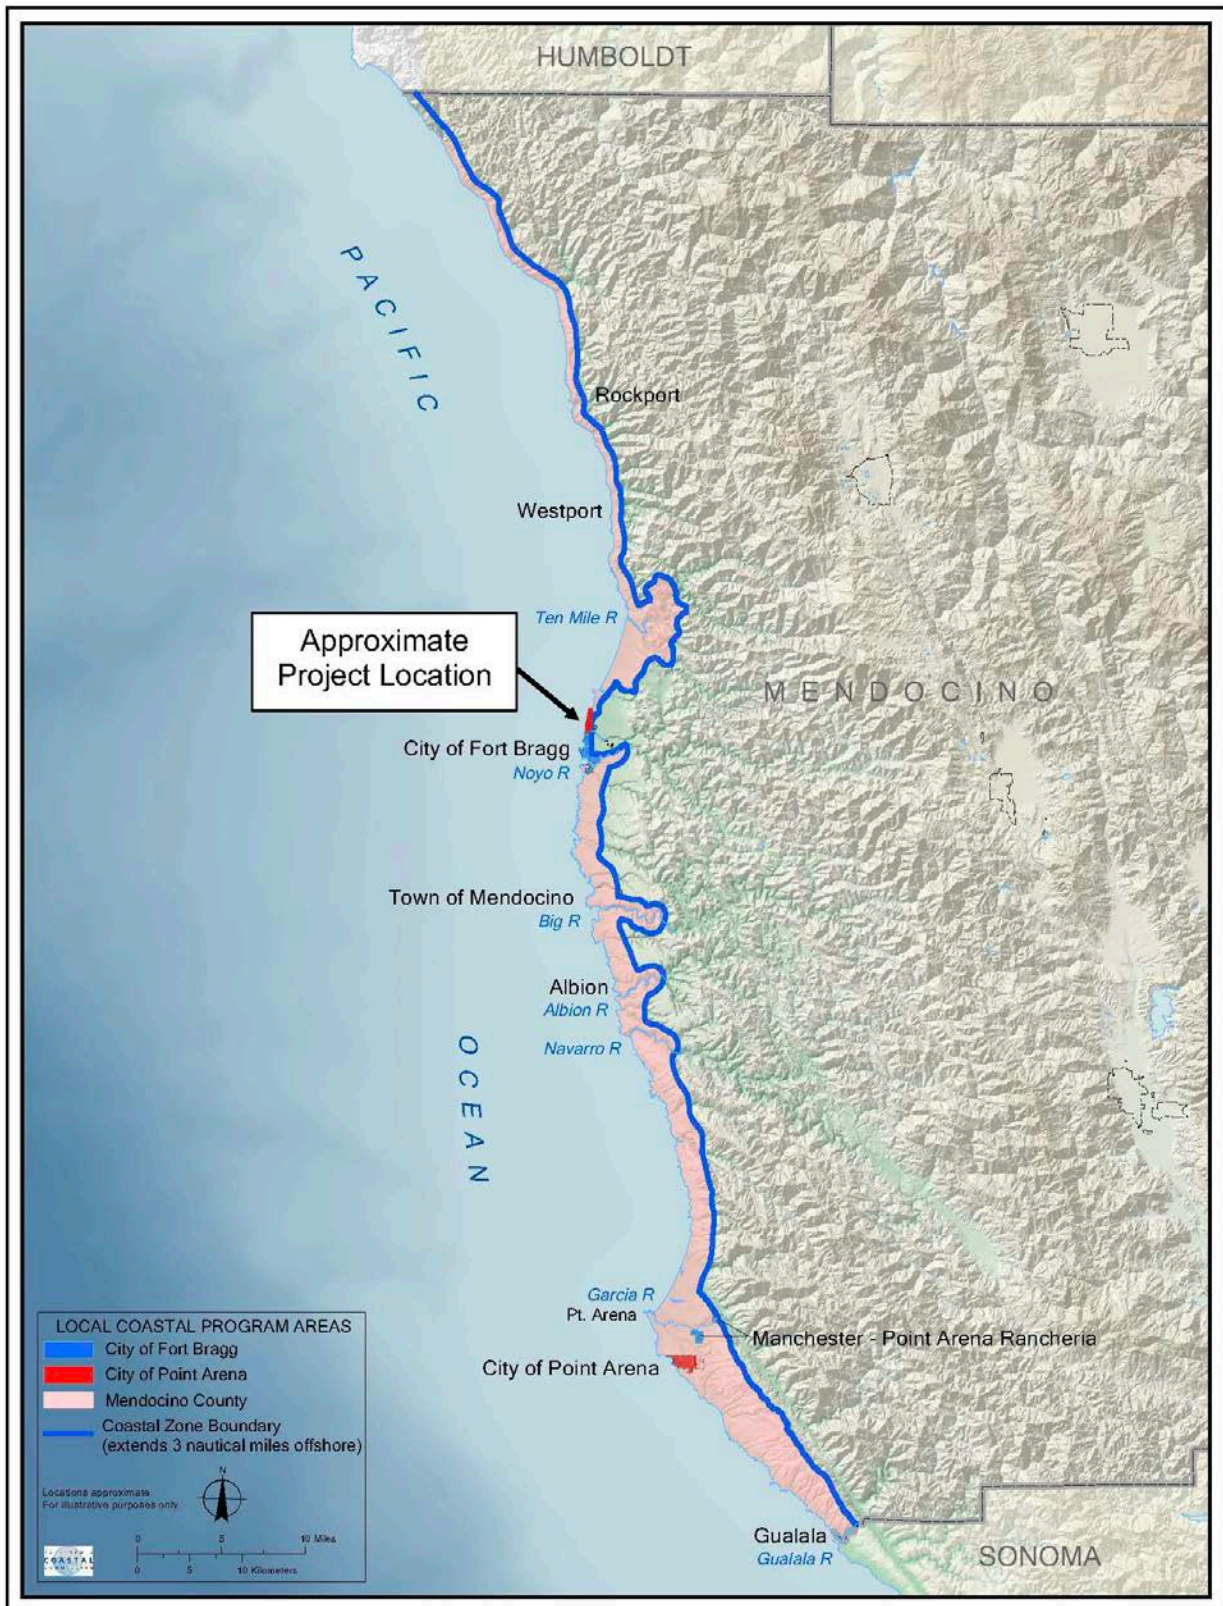 HUMBOLDT
PACIFIC
Rockport
Westport
Ten Mile R
Approximate
Project Location
MENDOCINO
City of Fort Bragg
Noyo R
Town of Mendocino
Big R
Albion
Albion R
Navarro R
OCEAN
Garcia R
Pt. Arena
Manchester - Point Arena Rancheria
City of Point Arena
LOCAL COASTAL PROGRAM AREAS
City of Fort Bragg
City of Point Arena
Mendocino County
Coastal Zone Boundary
(extends 3 nautical miles offshore)
N
Locations approximate.
For illustrative purposes only.
0 5 10 Miles
0 5 10 Kilometers
COASTAL
Gualala
Gualala R
SONOMA